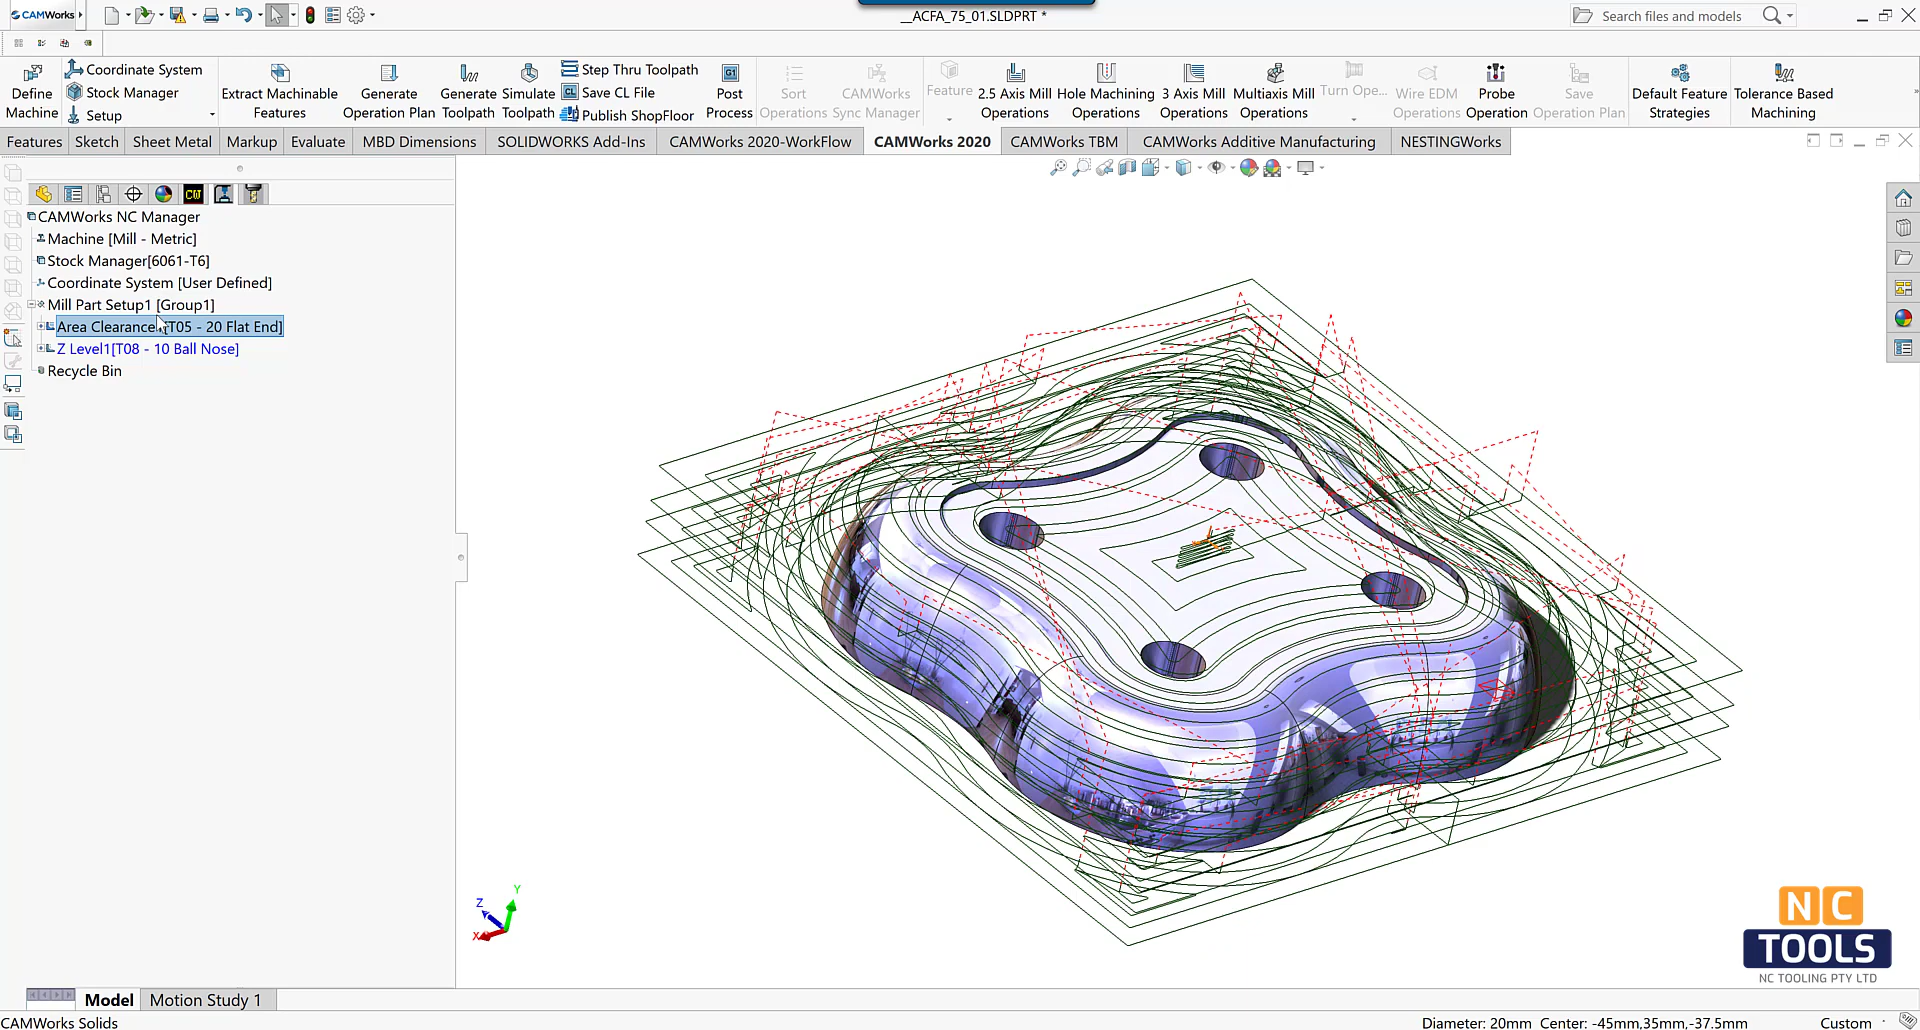 CAMWorks
__ACFA_75_01.SLDPRT *
Search files and models
Define Machine
Coordinate System
Stock Manager
Setup
Extract Machinable Features
Generate Operation Plan
Generate Toolpath
Simulate Toolpath
Step Thru Toolpath
CL Save CL File
Publish ShopFloor
G1
Post Process
Sort Operations
CAMWorks Sync Manager
Feature
2.5 Axis Mill Operations
Hole Machining Operations
3 Axis Mill Operations
Multiaxis Mill Operations
Turn Ope...
Wire EDM Operations
Probe Operation
Save Operation Plan
Default Feature Strategies
Tolerance Based Machining
Features
Sketch
Sheet Metal
Markup
Evaluate
MBD Dimensions
SOLIDWORKS Add-Ins
CAMWorks 2020-WorkFlow
CAMWorks 2020
CAMWorks TBM
CAMWorks Additive Manufacturing
NESTINGWorks
CW
CAMWorks NC Manager
Machine [Mill - Metric]
Stock Manager[6061-T6]
Coordinate System [User Defined]
Mill Part Setup1 [Group1]
Area Clearance [T05 - 20 Flat End]
Z Level1[T08 - 10 Ball Nose]
Recycle Bin
Y
Z
X
NC
TOOLS
NC TOOLING PTY LTD
Model
Motion Study 1
CAMWorks Solids
Diameter: 20mm Center: -45mm,35mm,-37.5mm
Custom